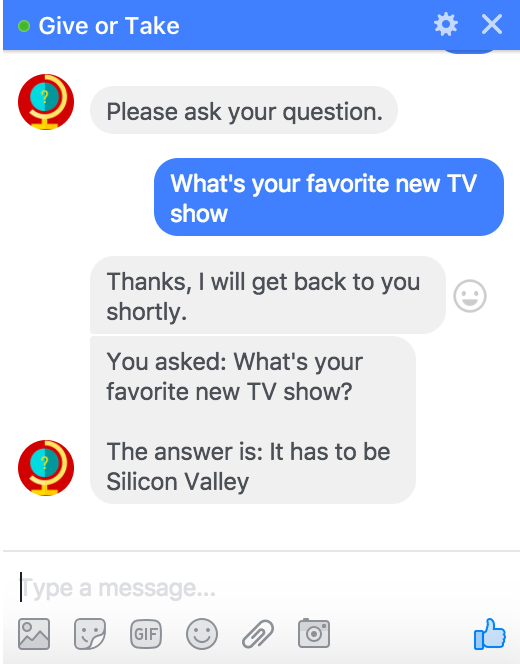 Give or Take
?
Please ask your question.
What's your favorite new TV
show
Thanks, I will get back to you
shortly.
You asked: What's your
favorite new TV show?
The answer is: It has to be
Silicon Valley
?
Type a message...
GIF